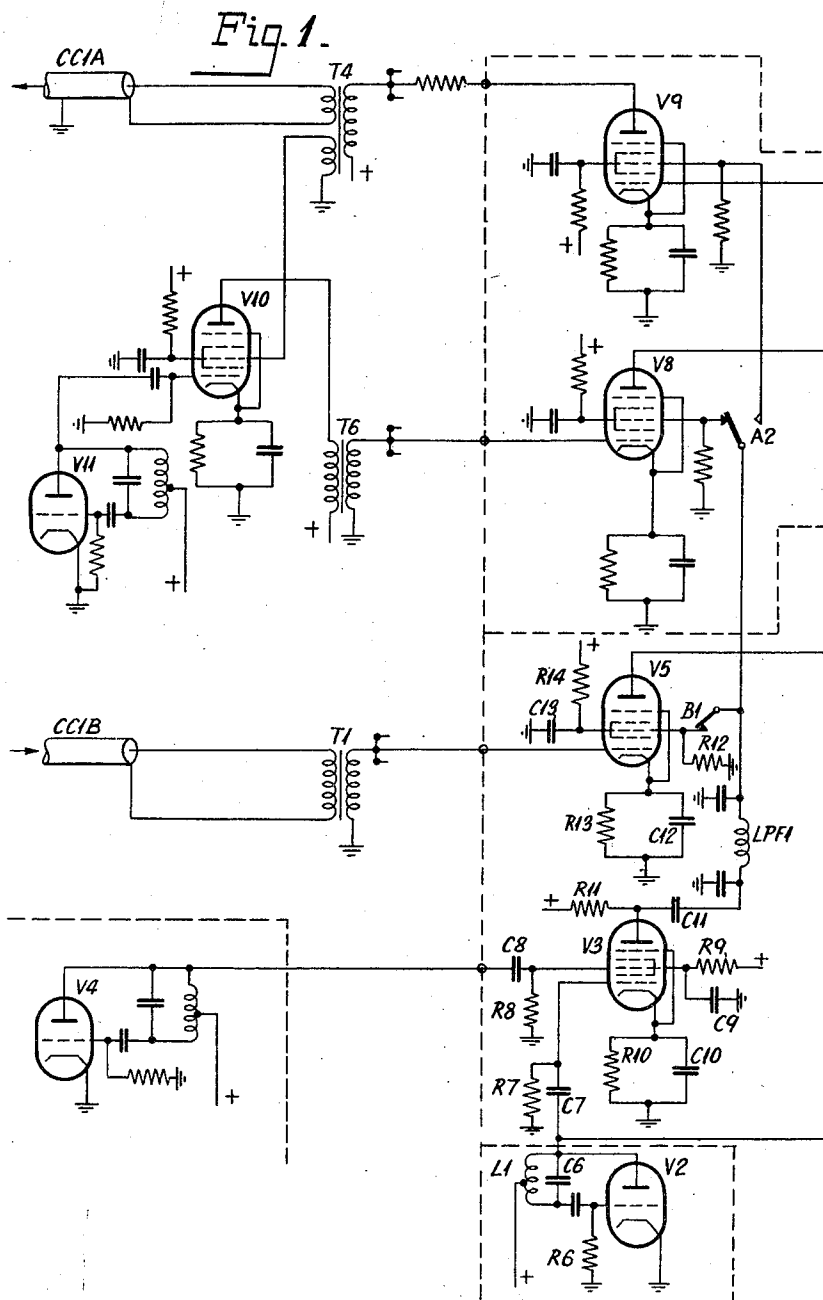 Fig. 1.
CC1A
T4
V9
+
+
+
V10
+
V8
A2
T6
V11
+
+
+
R14
V5
C13
B1
CC1B
T1
R12
R13
C12
LPF1
R11
+
C11
C8
V3
R9
+
V4
R8
C9
R10
C10
R7
C7
+
L1
C6
V2
R6
+